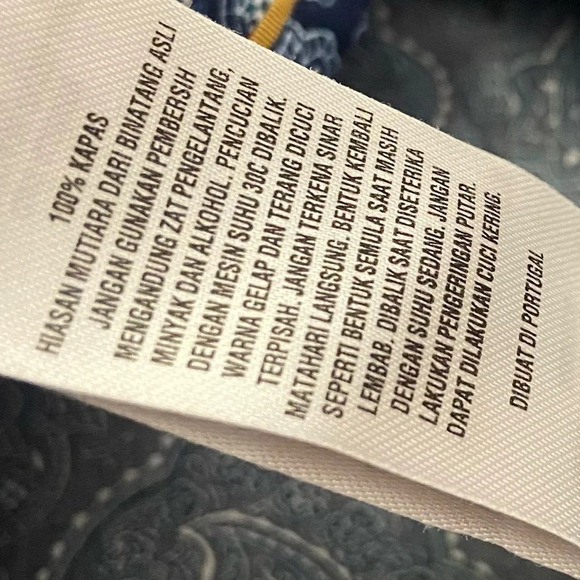 100% KAPAS
HIASAN MUTIARA DARI BINATANG ASLI
JANGAN GUNAKAN PEMBERSIH
MENGANDUNG ZAT PENGELANTANG,
MINYAK DAN ALKOHOL. PENCUCIAN
DENGAN MESIN SUHU 30C DIBALIK.
WARNA GELAP DAN TERANG DICUCI
TERPISAH. JANGAN TERKENA SINAR
MATAHARI LANGSUNG. BENTUK KEMBALI
SEPERTI BENTUK SEMULA SAAT MASIH
LEMBAB. DIBALIK SAAT DISETERIKA
DENGAN SUHU SEDANG. JANGAN
LAKUKAN PENGERINGAN PUTAR.
DAPAT DILAKUKAN CUCI KERING.
DIBUAT DI PORTUGAL